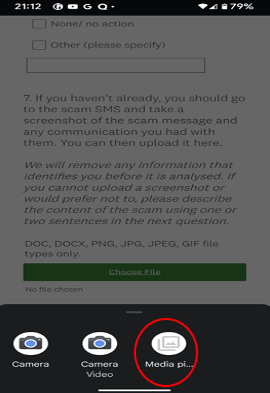 21:12 G Q • 79%
None/ no action
Other (please specify)
7. If you haven't already, you should go
to the scam SMS and take a
screenshot of the scam message and
any communication you had with
them. You can then upload it here.
We will remove any information that
identifies you before it is analysed. If
you cannot upload a screenshot or
would prefer not to, please describe
the content of the scam using one or
two sentences in the next question.
DOC, DOCX, PNG, JPG, JPEG, GIF file
types only.
Choose File
No file chosen
Camera
Camera
Video
Media pi...